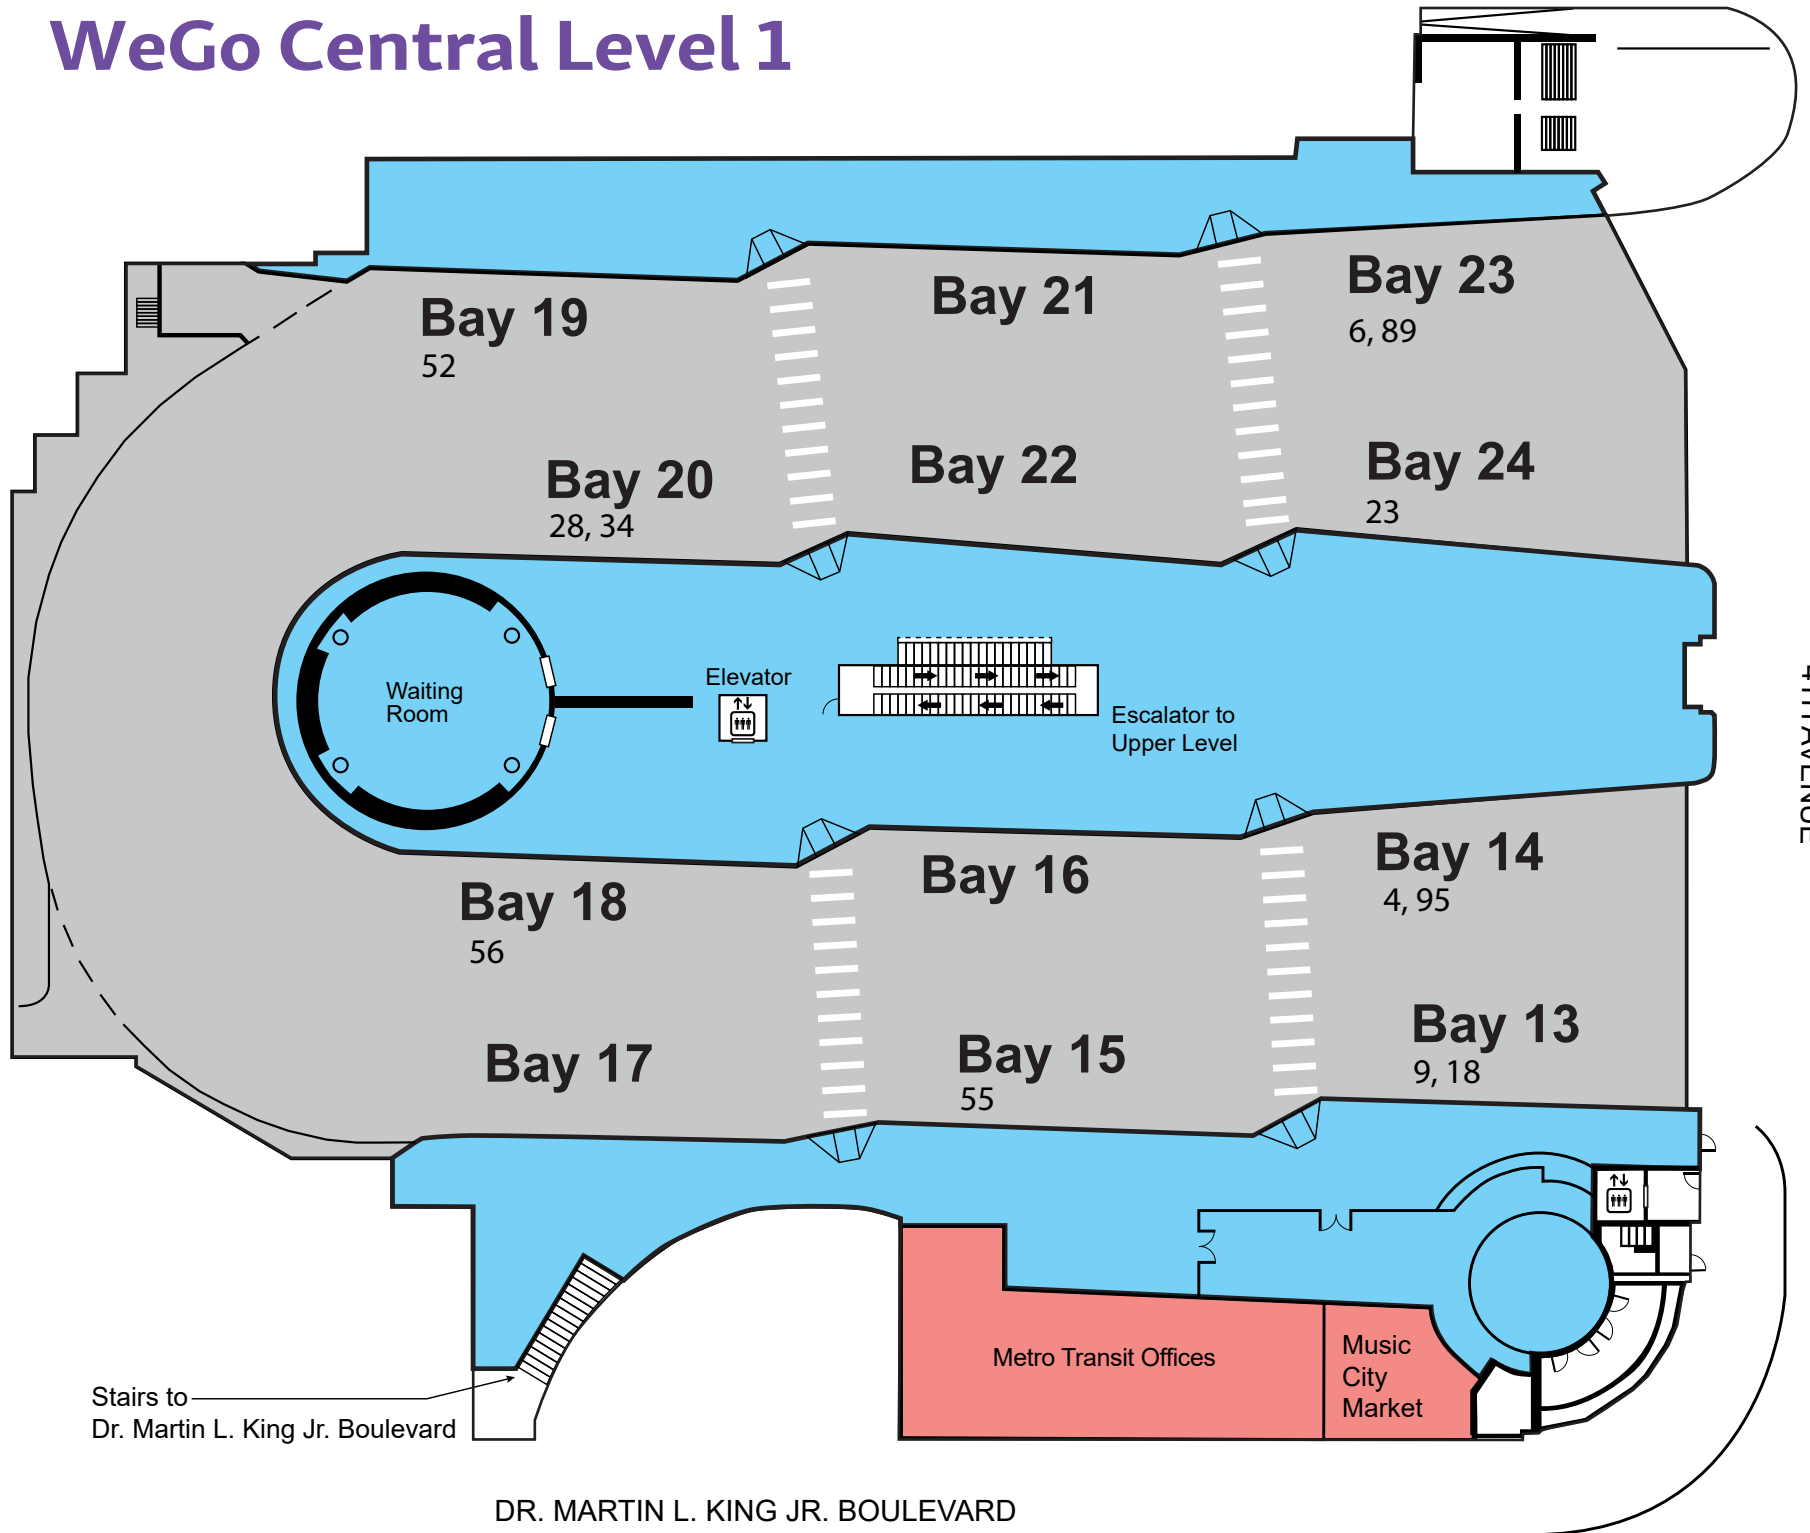 WeGo Central Level 1
Bay 19
52
Bay 21
Bay 23
6, 89
Bay 20
28, 34
Bay 22
Bay 24
23
Waiting
Room
Elevator
Escalator to
Upper Level
4TH AVENUE
Bay 18
56
Bay 16
Bay 14
4, 95
Bay 17
Bay 15
55
Bay 13
9, 18
Metro Transit Offices
Music
City
Market
Stairs to
Dr. Martin L. King Jr. Boulevard
DR. MARTIN L. KING JR. BOULEVARD